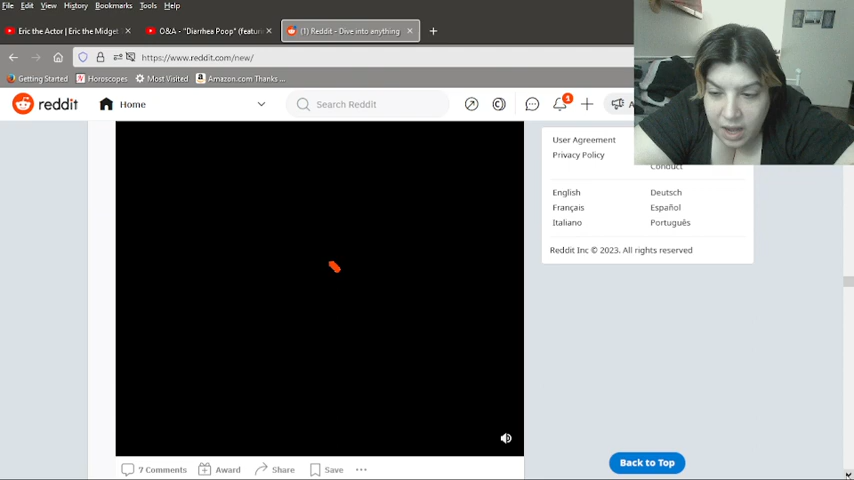 File Edit View History Bookmarks Tools Help
Eric the Actor | Eric the Midget
O&A - "Diarrhea Poop" (featur
(1) Reddit - Dive into anything
https://www.reddit.com/new/
Getting Started Horoscopes Most Visited Amazon.com Thanks ...
reddit Home Search Reddit 1 A
User Agreement
Privacy Policy
Conduct
English Deutsch
Français Español
Italiano Português
Reddit Inc © 2023. All rights reserved
7 Comments Award Share Save ...
Back to Top